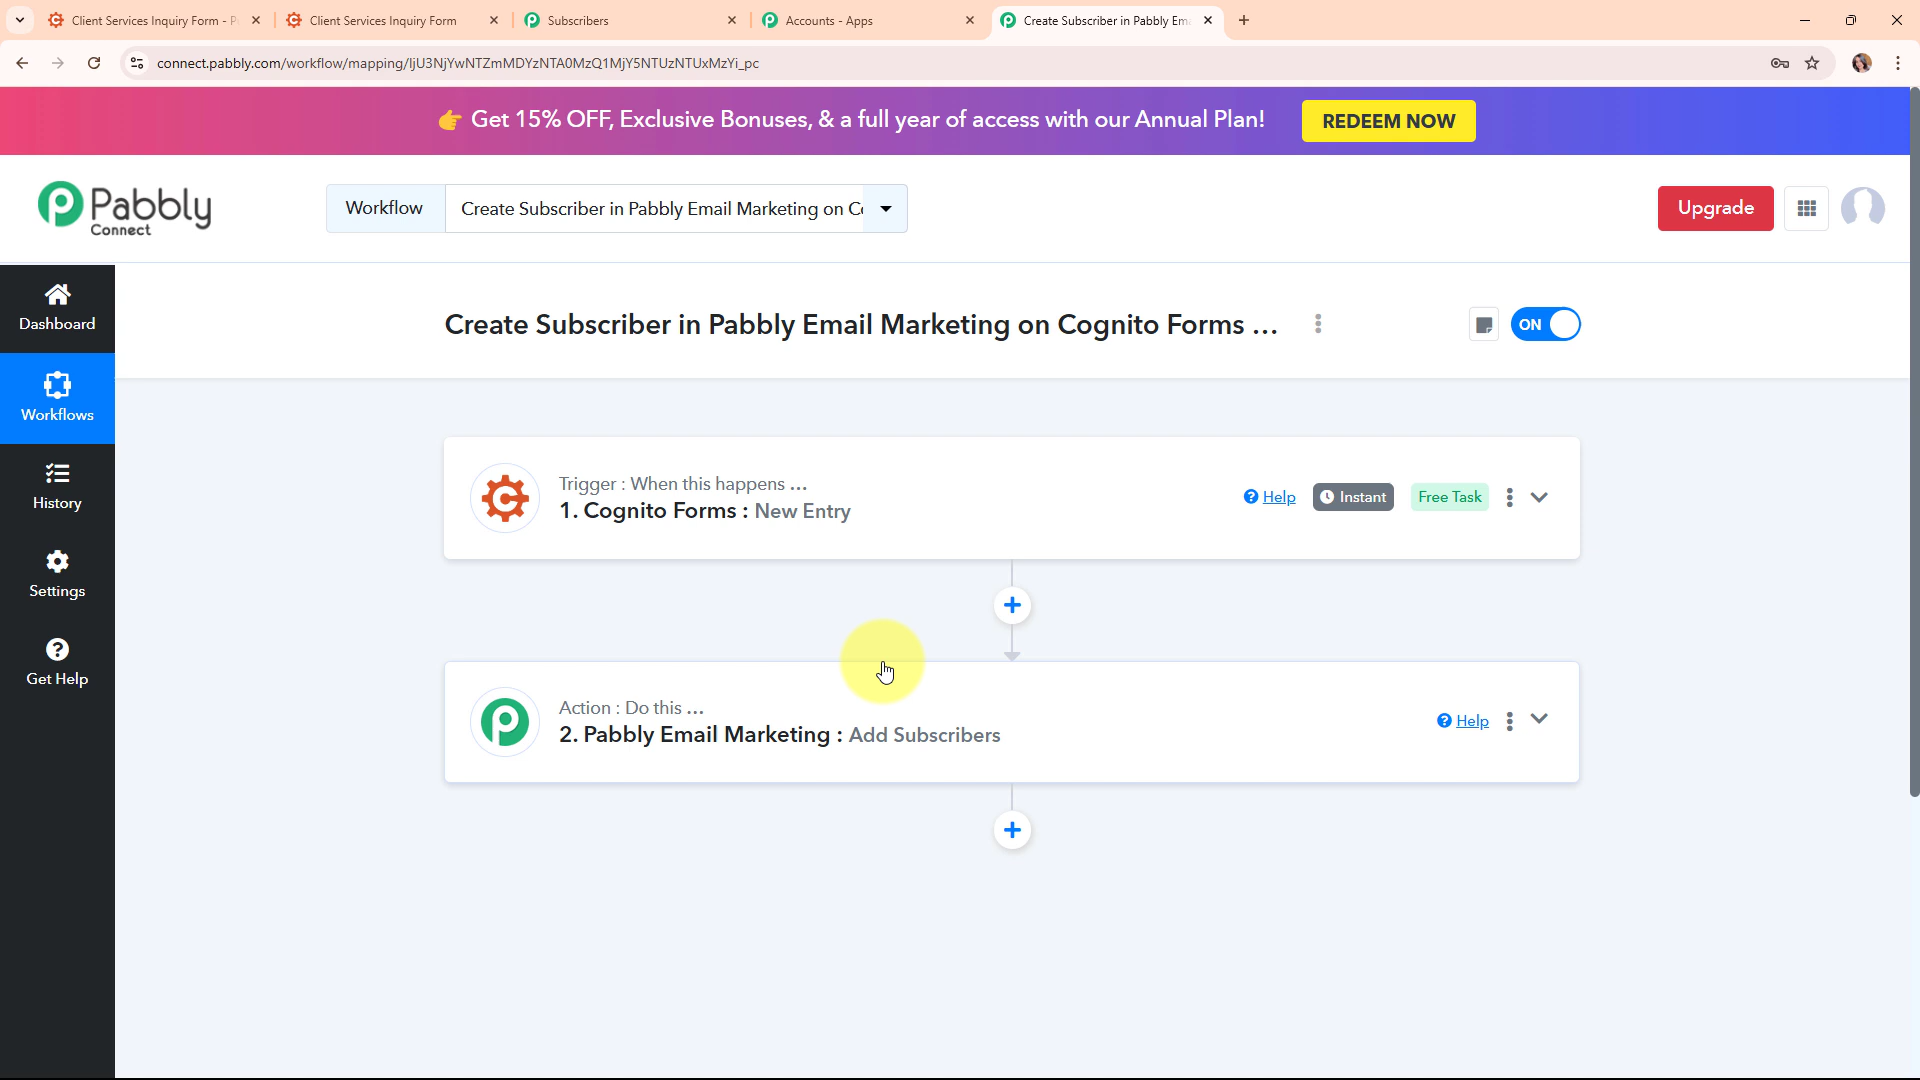 Client Services Inquiry Form - P
Client Services Inquiry Form
Subscribers
Accounts - Apps
Create Subscriber in Pabbly Em
connect.pabbly.com/workflow/mapping/IjU3NjYwNTZmMDYzNTA0MzQ1MjY5NTUzNTUxMzYi_pc
👉 Get 15% OFF, Exclusive Bonuses, & a full year of access with our Annual Plan!
REDEEM NOW
Pabbly
Connect
Workflow
Create Subscriber in Pabbly Email Marketing on Co
Upgrade
Dashboard
Workflows
History
Settings
Get Help
Create Subscriber in Pabbly Email Marketing on Cognito Forms ...
ON
Trigger : When this happens ...
1. Cognito Forms : New Entry
Help
Instant
Free Task
Action : Do this ...
2. Pabbly Email Marketing : Add Subscribers
Help